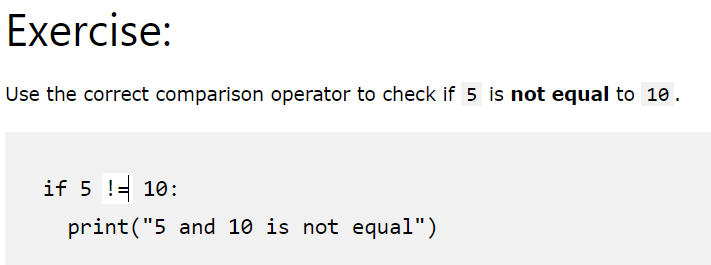 Exercise:
Use the correct comparison operator to check if 5 is not equal to 10.
if 5 != 10:
print("5 and 10 is not equal")